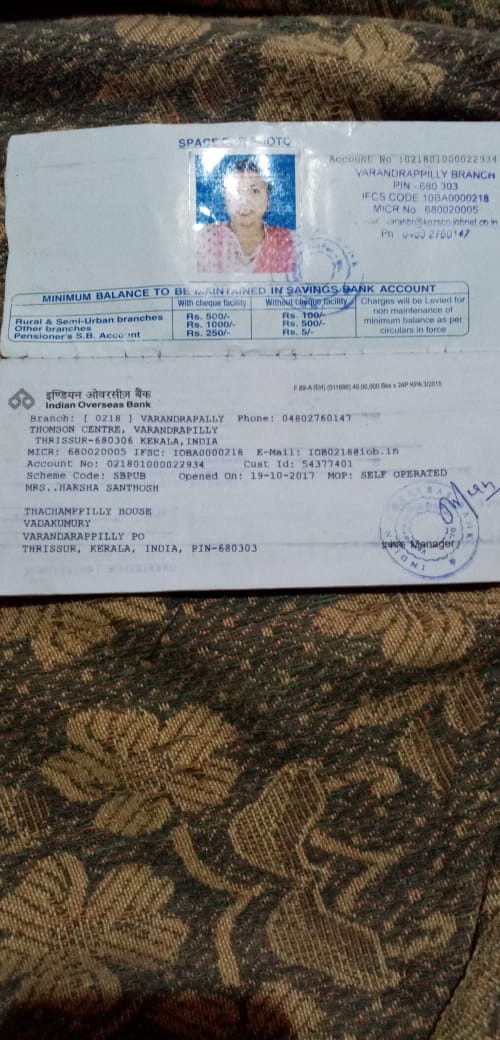 SPACE FOR PHOTO
Account No :021801000022934
VARANDRAPPILLY BRANCH
PIN - 680 303
IFCS CODE 10BA0000218
MICR No 680020005
MINIMUM BALANCE TO BE MAINTAINED IN SAVINGS BANK ACCOUNT
With cheque facility Without cheque facility Charges will be Levied for non maintenance of minimum balance as per circulars in force
Rural & Semi-Urban branches Rs. 500/- Rs. 100/-
Other branches Rs. 1000/- Rs. 500/-
Pensioner's S.B. Account Rs. 250/- Rs. 5/-
F 69-A (EH) (011686) 40,00,000 Bks x 24P KPA 3/2015
इण्डियन ओवरसीज़ बैंक
Indian Overseas Bank
Branch: [ 0218 ] VARANDRAPALLY Phone: 04802760147
THOMSON CENTRE, VARANDRAPILLY
THRISSUR-680306 KERALA,INDIA
MICR: 680020005 IFSC: IOBA0000218 E-Mail: IOB0218@iob.in
Account No: 021801000022934 Cust Id: 54377401
Scheme Code: SBPUB Opened On: 19-10-2017 MOP: SELF OPERATED
MRS..HARSHA SANTHOSH
THACHAMPPILLY HOUSE
VADAKUMURY
VARANDARAPPILLY PO
THRISSUR, KERALA, INDIA, PIN-680303
प्रबंधक Manager